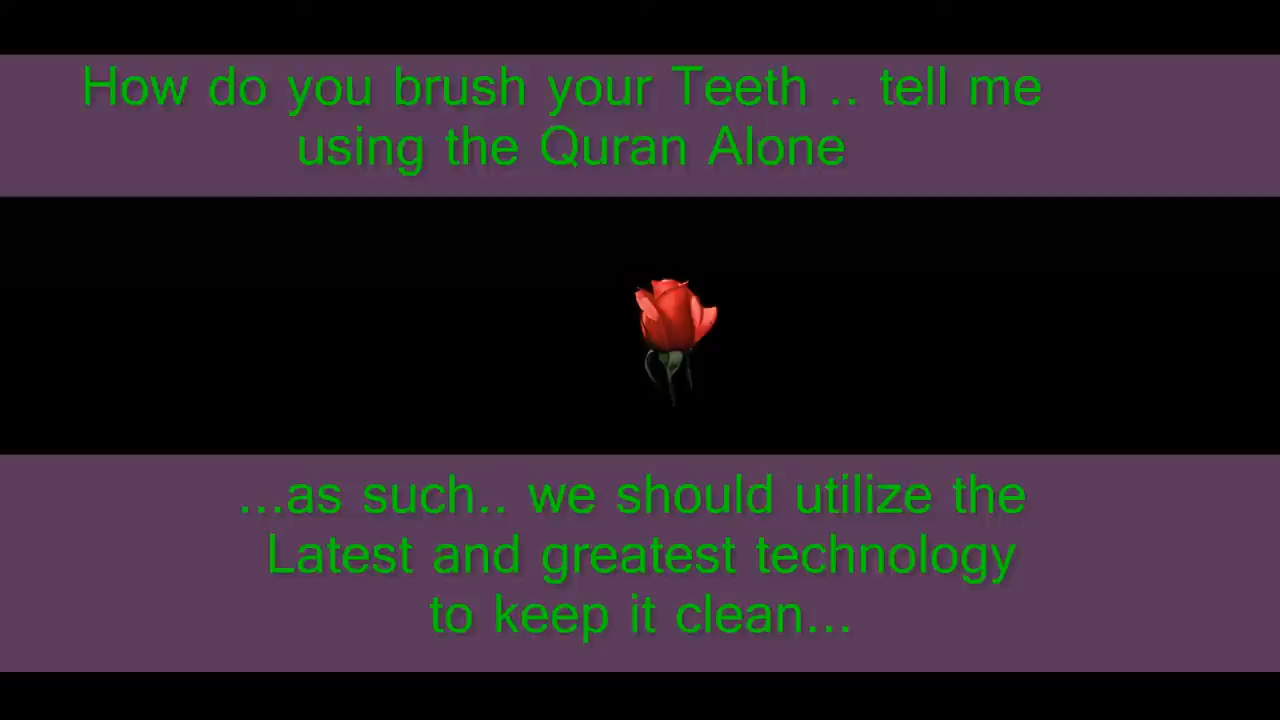 How do you brush your Teeth .. tell me
using the Quran Alone
...as such.. we should utilize the
Latest and greatest technology
to keep it clean...